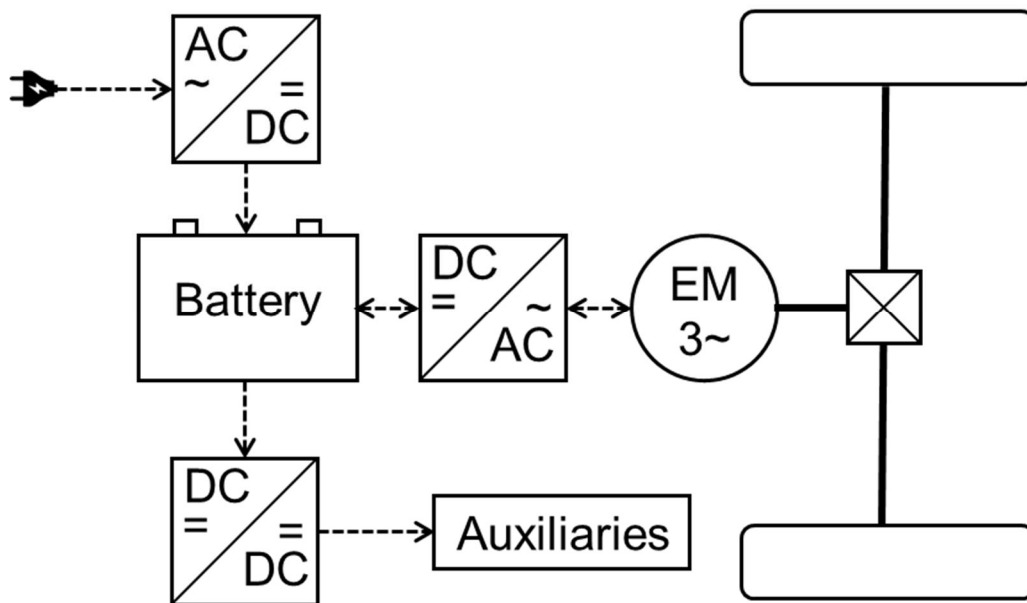 AC
~
=
DC
Battery
DC
=
~
AC
EM
3~
DC
=
=
DC
Auxiliaries